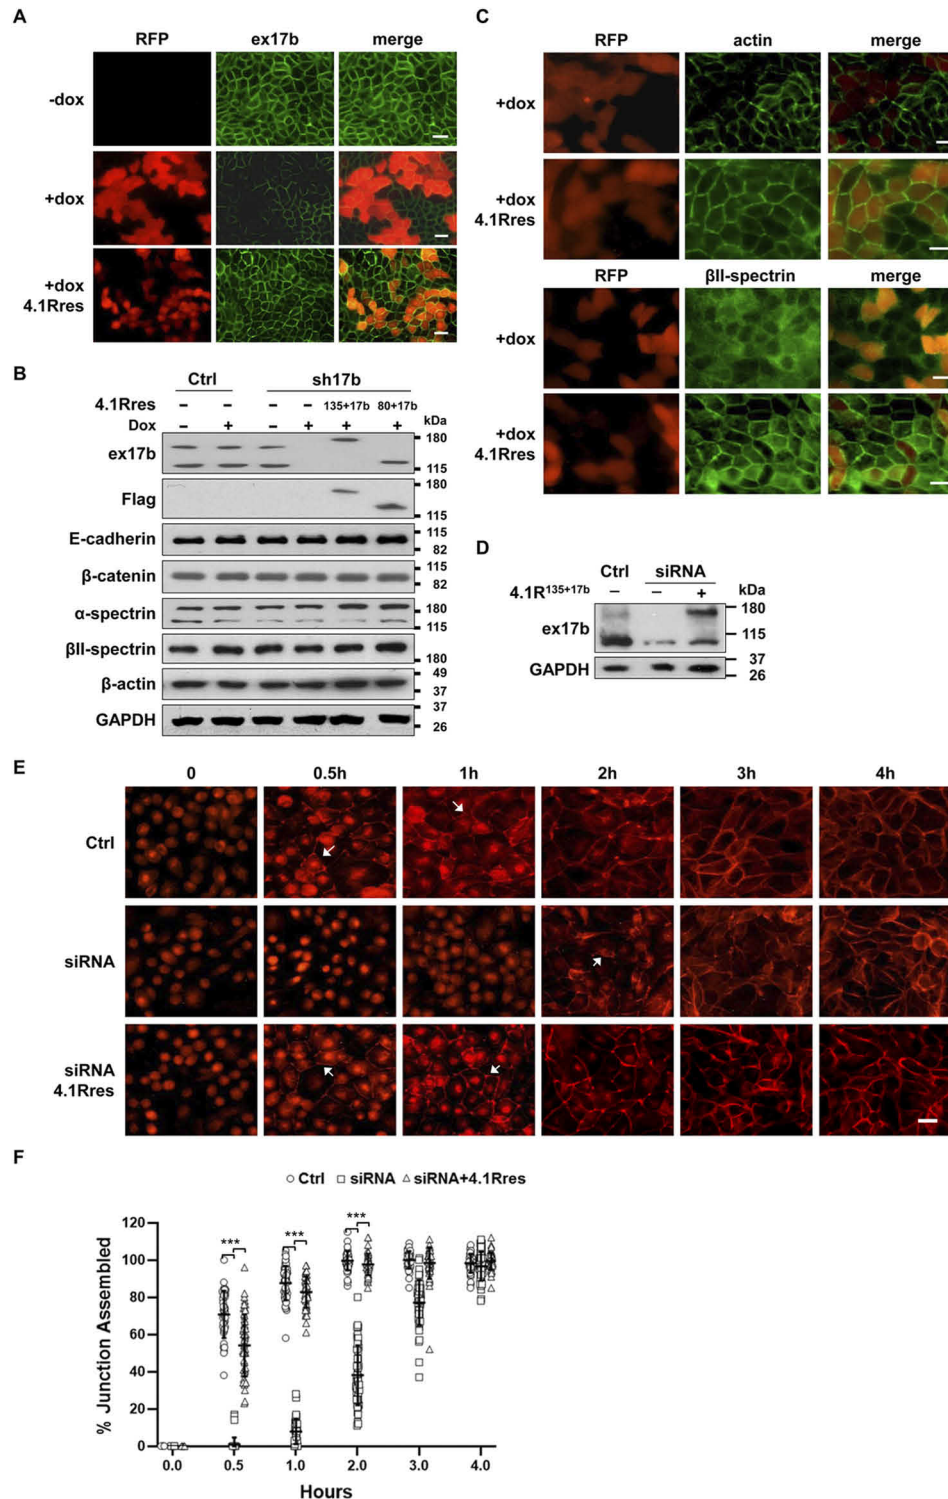 A
RFP ex17b merge
-dox
+dox
+dox
4.1Rres
B
Ctrl sh17b
4.1Rres – – – – 135+17b 80+17b kDa
Dox – + – + + +
ex17b 180
115
Flag 180
115
E-cadherin 115
82
β-catenin 115
82
α-spectrin 180
115
βII-spectrin
180
β-actin 49
37
GAPDH 37
26
C
RFP actin merge
+dox
+dox
4.1Rres
RFP βII-spectrin merge
+dox
+dox
4.1Rres
D
Ctrl siRNA
4.1R135+17b – – + kDa
ex17b 180
115
GAPDH 37
26
E
0 0.5h 1h 2h 3h 4h
Ctrl
siRNA
siRNA
4.1Rres
F
Ctrl siRNA siRNA+4.1Rres
% Junction Assembled
120
100
80
60
40
20
0
*** *** ***
0.0 0.5 1.0 2.0 3.0 4.0
Hours